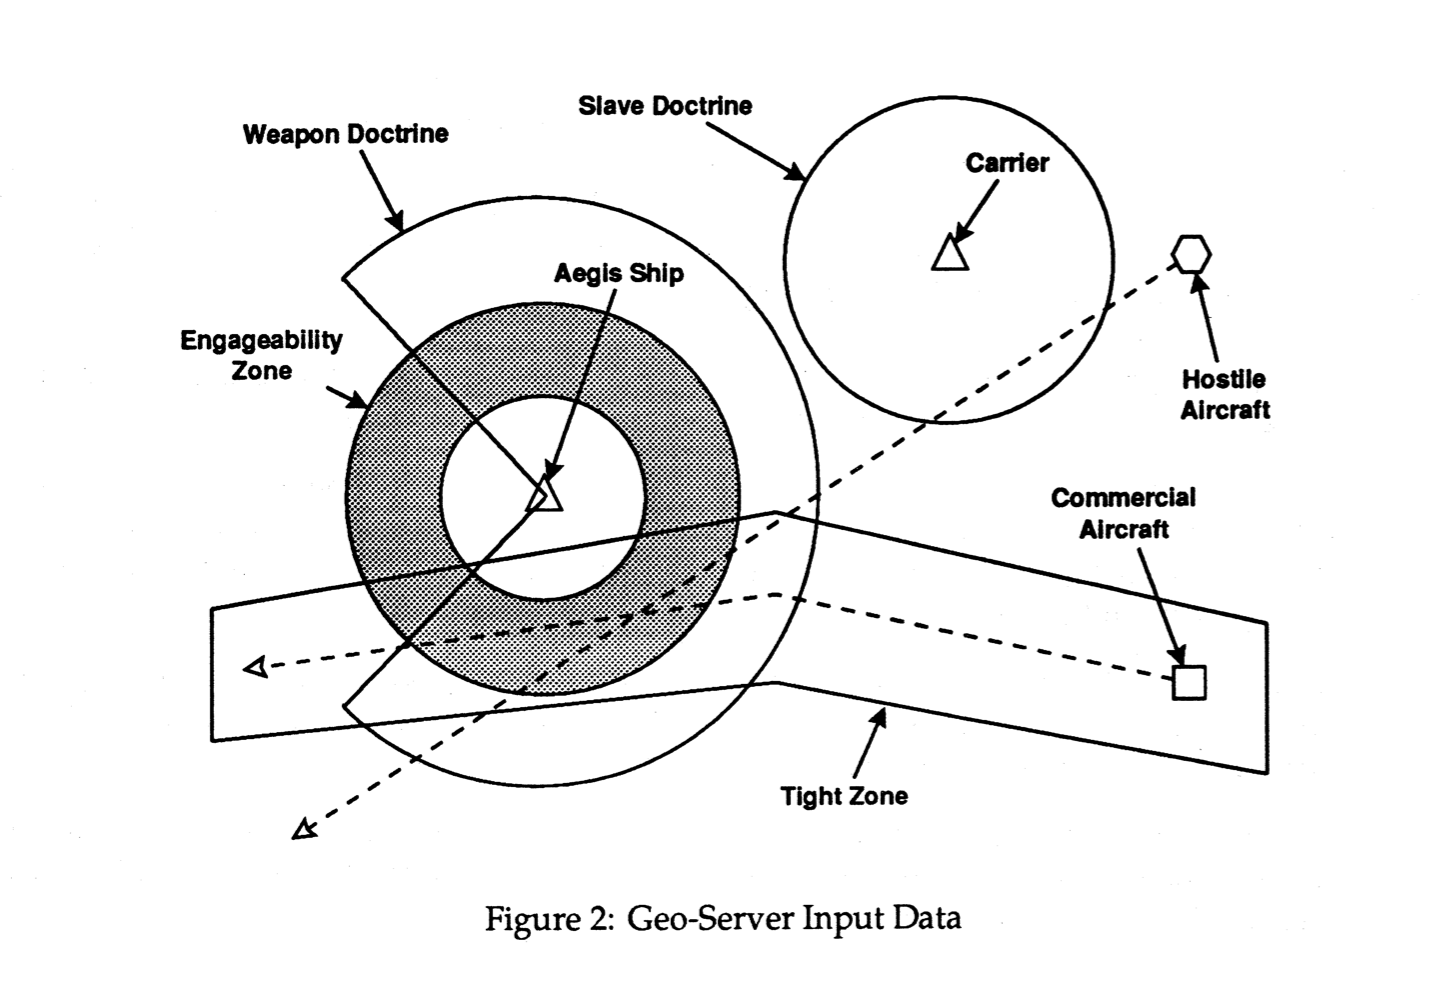 Slave Doctrine
Weapon Doctrine
Carrier
Aegis Ship
Engageability
Zone
Hostile
Aircraft
Commercial
Aircraft
Tight Zone
Figure 2: Geo-Server Input Data